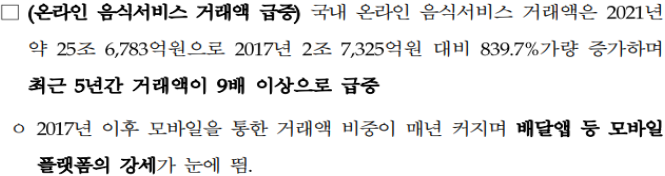 □ (온라인 음식서비스 거래액 급증) 국내 온라인 음식서비스 거래액은 2021년
약 25조 6,783억원으로 2017년 2조 7,325억원 대비 839.7%가량 증가하며
최근 5년간 거래액이 9배 이상으로 급증
ㅇ 2017년 이후 모바일을 통한 거래액 비중이 매년 커지며 배달앱 등 모바일
플랫폼의 강세가 눈에 띔.